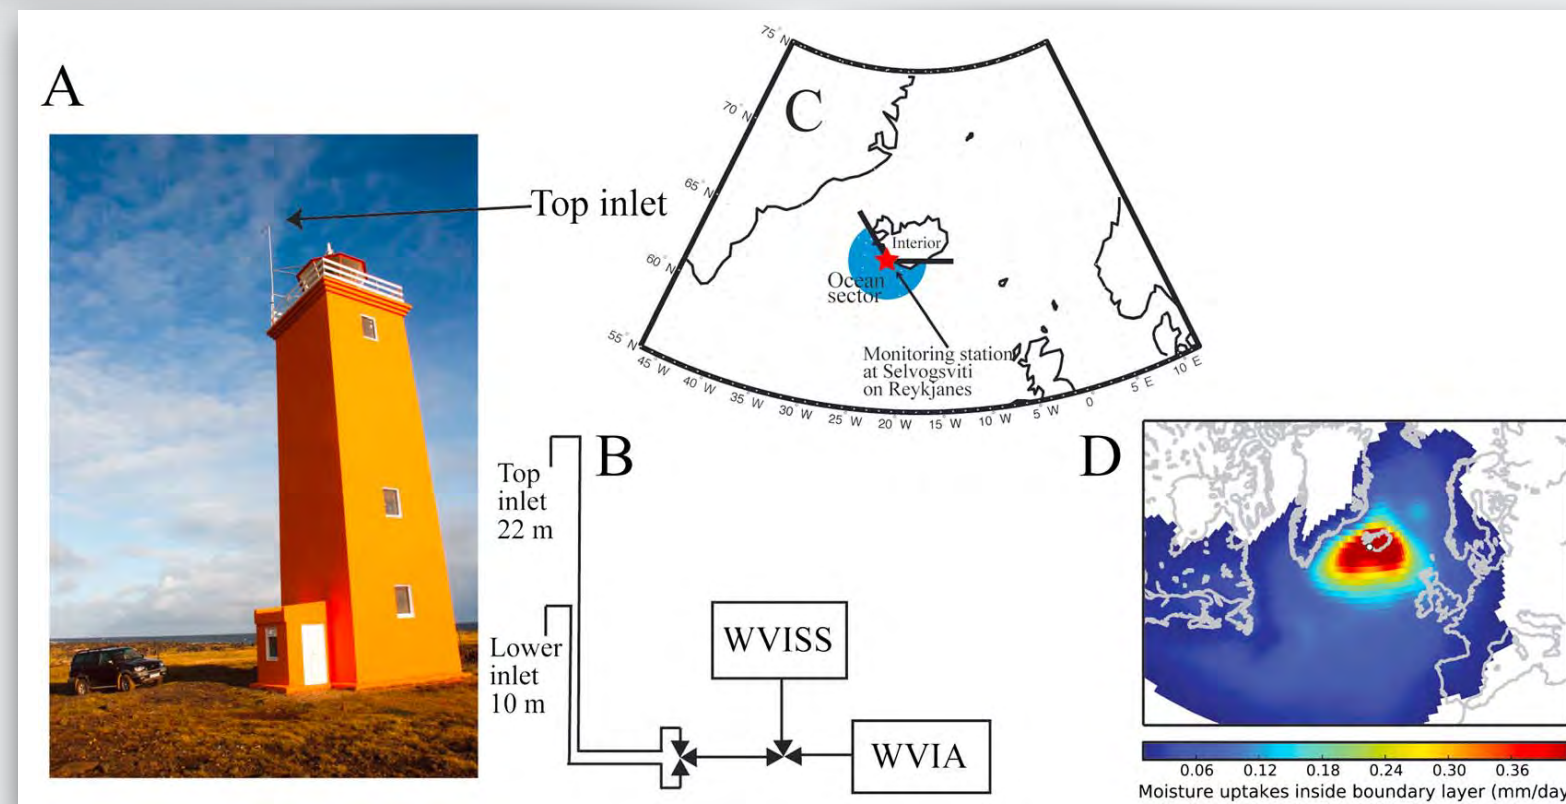 A
Top inlet
C
75°N
70°N
65°N
60°N
55°N
45°W
40°W
35°W
30°W
25°W
20°W
15°W
10°W
5°W
0°
5°E
10°E
Interior
Ocean
sector
Monitoring station
at Selvogsviti
on Reykjanes
B
Top
inlet
22 m
Lower
inlet
10 m
WVISS
WVIA
D
0.06 0.12 0.18 0.24 0.30 0.36
Moisture uptakes inside boundary layer (mm/day